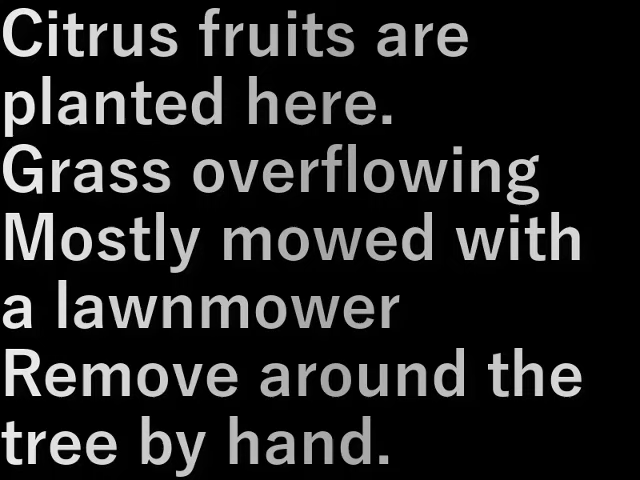 Citrus fruits are
planted here.
Grass overflowing
Mostly mowed with
a lawnmower
Remove around the
tree by hand.